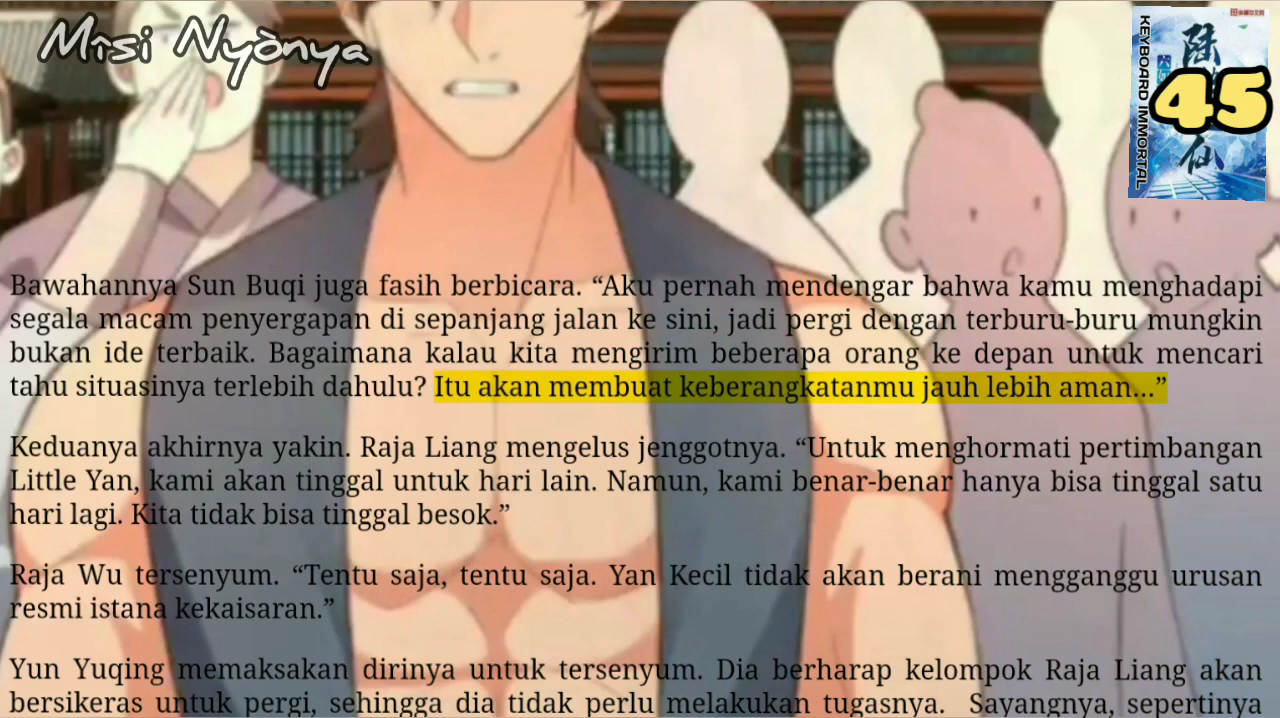 Mîsi Nyònya
KEYBOARD IMMORTAL
45
Bawahannya Sun Buqi juga fasih berbicara. “Aku pernah mendengar bahwa kamu menghadapi
segala macam penyergapan di sepanjang jalan ke sini, jadi pergi dengan terburu-buru mungkin
bukan ide terbaik. Bagaimana kalau kita mengirim beberapa orang ke depan untuk mencari
tahu situasinya terlebih dahulu? Itu akan membuat keberangkatanmu jauh lebih aman...”
Keduanya akhirnya yakin. Raja Liang mengelus jenggotnya. “Untuk menghormati pertimbangan
Little Yan, kami akan tinggal untuk hari lain. Namun, kami benar-benar hanya bisa tinggal satu
hari lagi. Kita tidak bisa tinggal besok.”
Raja Wu tersenyum. “Tentu saja, tentu saja. Yan Kecil tidak akan berani mengganggu urusan
resmi istana kekaisaran.”
Yun Yuqing memaksakan dirinya untuk tersenyum. Dia berharap kelompok Raja Liang akan
bersikeras untuk pergi, sehingga dia tidak perlu melakukan tugasnya. Sayangnya, sepertinya